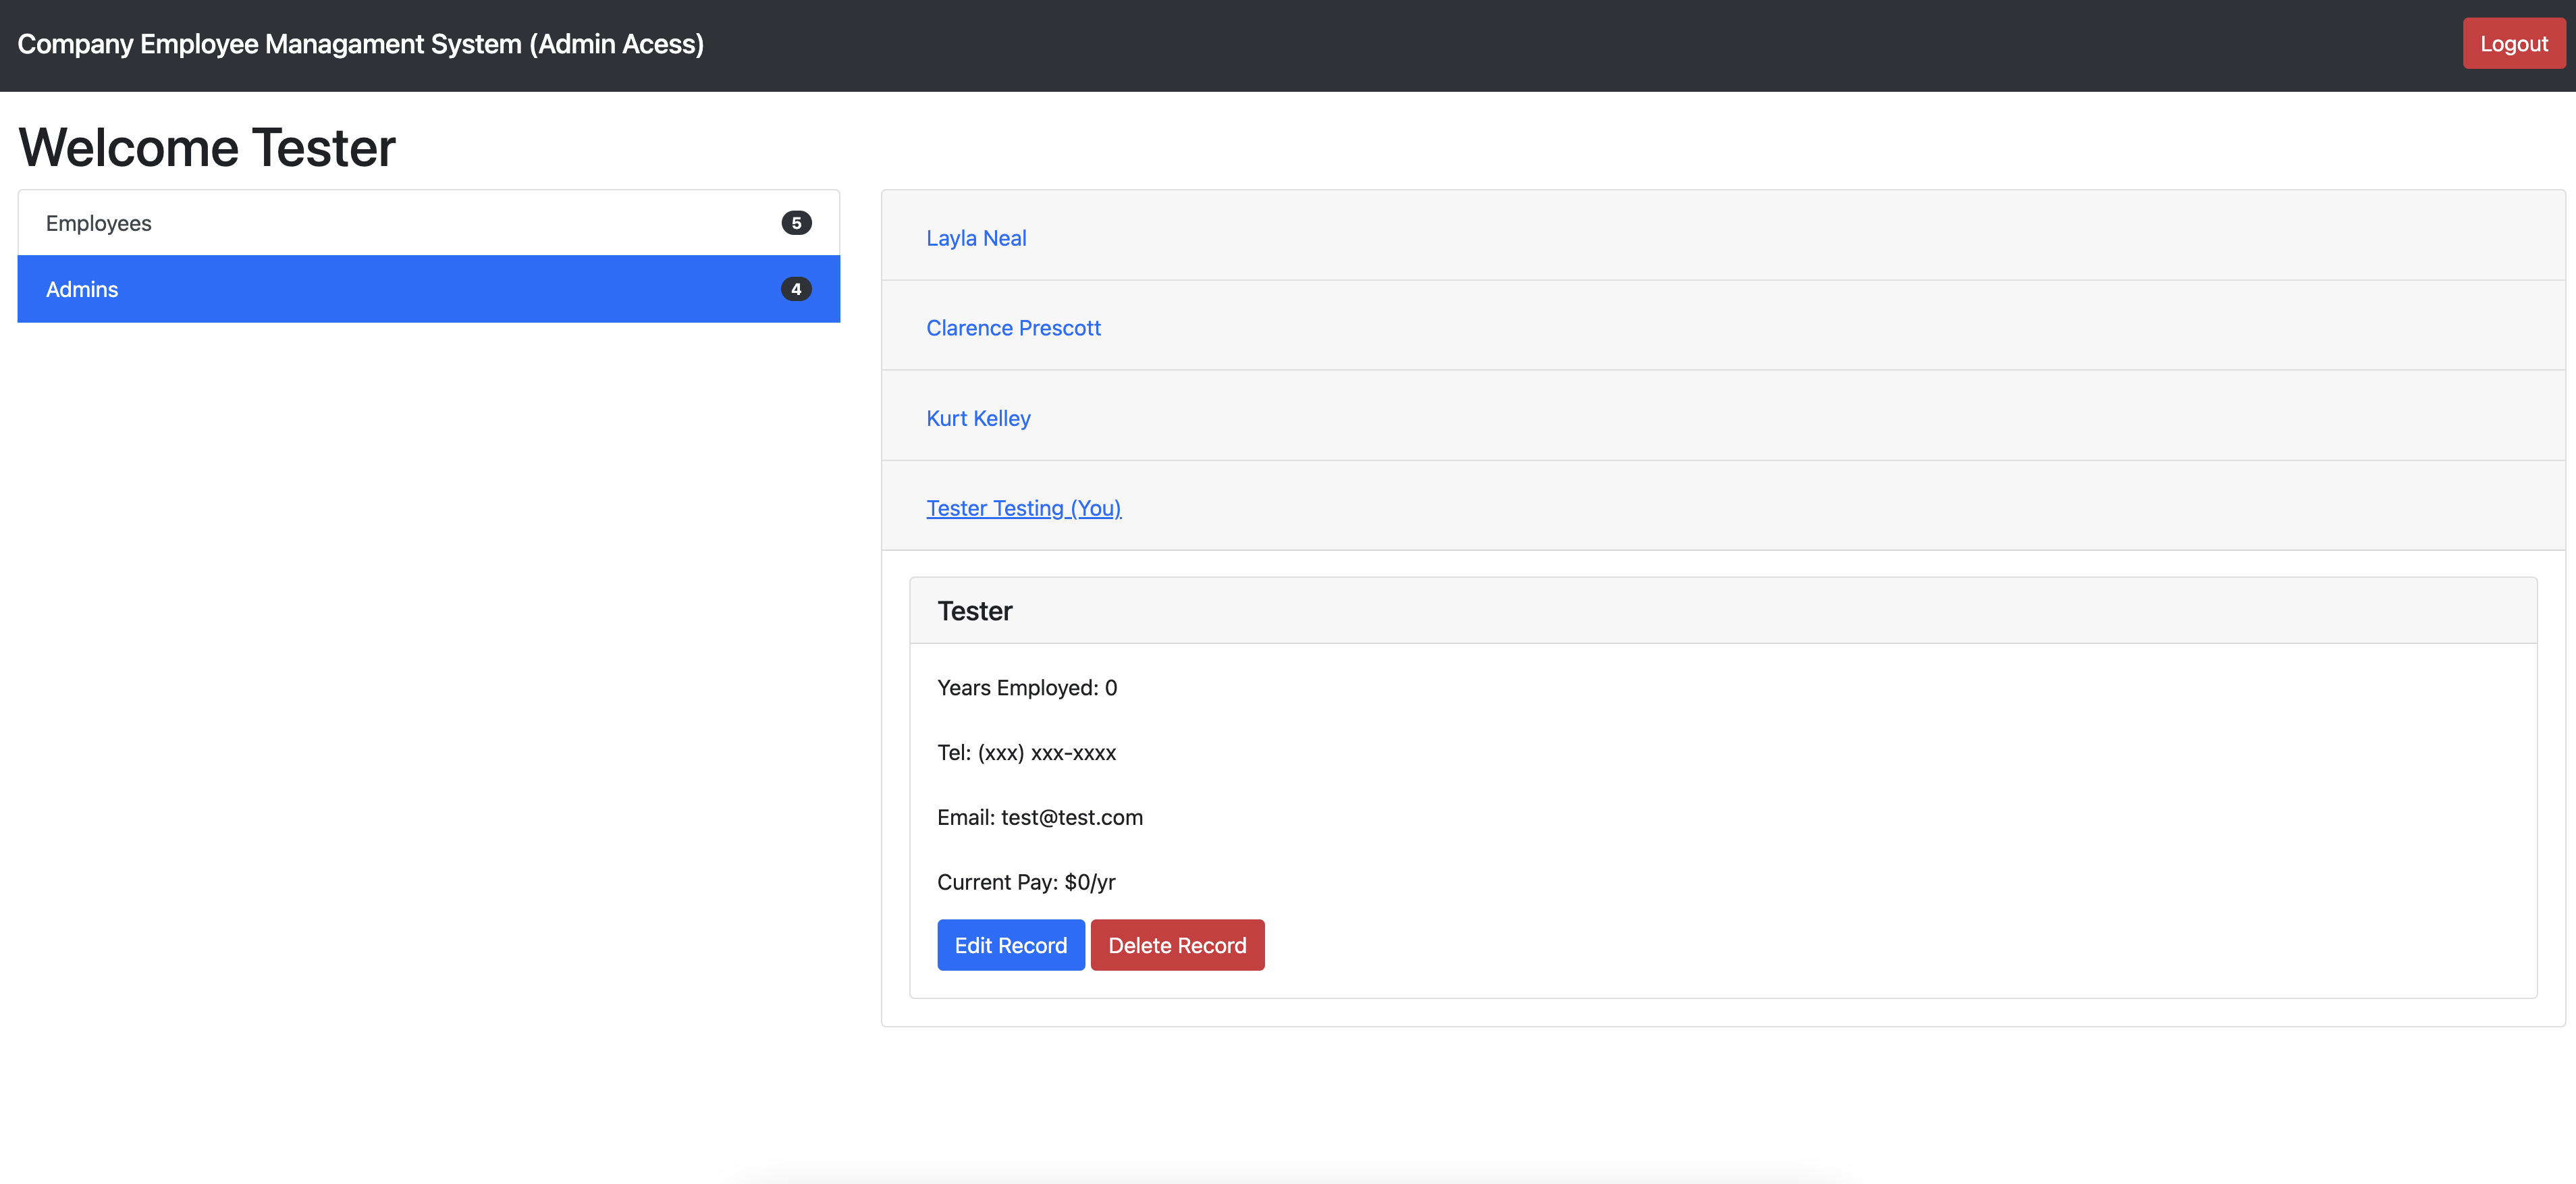 Company Employee Managament System (Admin Acess)
Logout
Welcome Tester
Employees 5
Admins 4
Layla Neal
Clarence Prescott
Kurt Kelley
Tester Testing (You)
Tester
Years Employed: 0
Tel: (xxx) xxx-xxxx
Email: test@test.com
Current Pay: $0/yr
Edit Record Delete Record